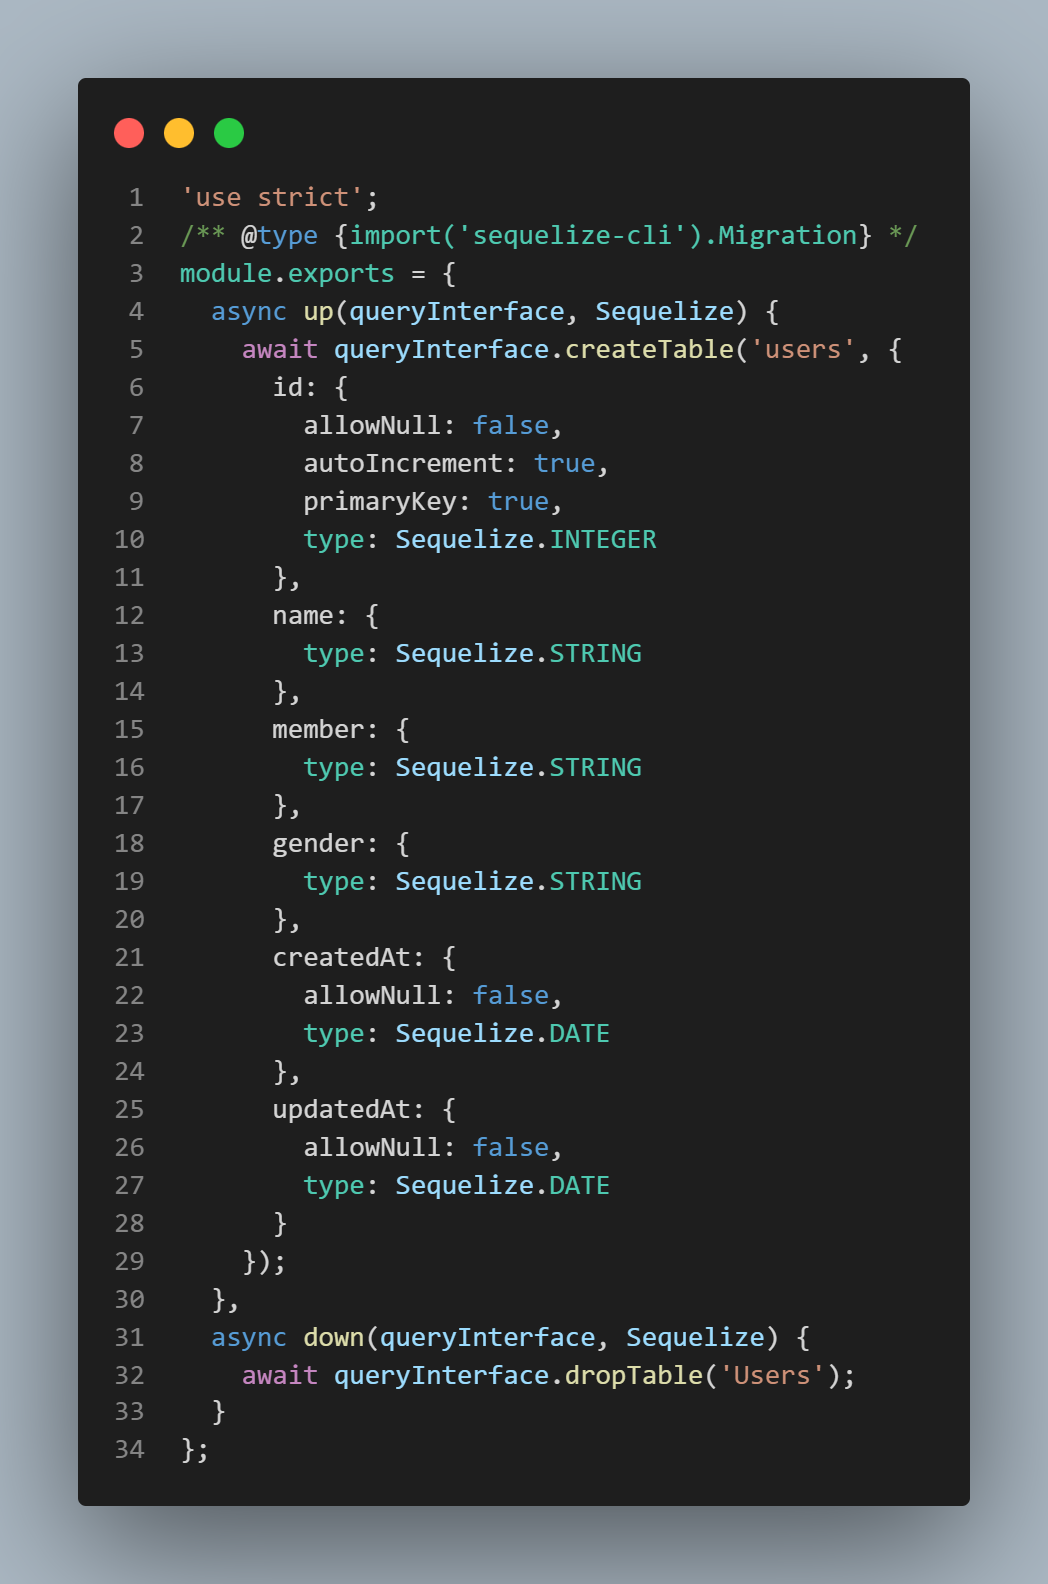 1 'use strict';
2 /** @type {import('sequelize-cli').Migration} */
3 module.exports = {
4   async up(queryInterface, Sequelize) {
5     await queryInterface.createTable('users', {
6       id: {
7         allowNull: false,
8         autoIncrement: true,
9         primaryKey: true,
10         type: Sequelize.INTEGER
11       },
12       name: {
13         type: Sequelize.STRING
14       },
15       member: {
16         type: Sequelize.STRING
17       },
18       gender: {
19         type: Sequelize.STRING
20       },
21       createdAt: {
22         allowNull: false,
23         type: Sequelize.DATE
24       },
25       updatedAt: {
26         allowNull: false,
27         type: Sequelize.DATE
28       }
29     });
30   },
31   async down(queryInterface, Sequelize) {
32     await queryInterface.dropTable('Users');
33   }
34 };